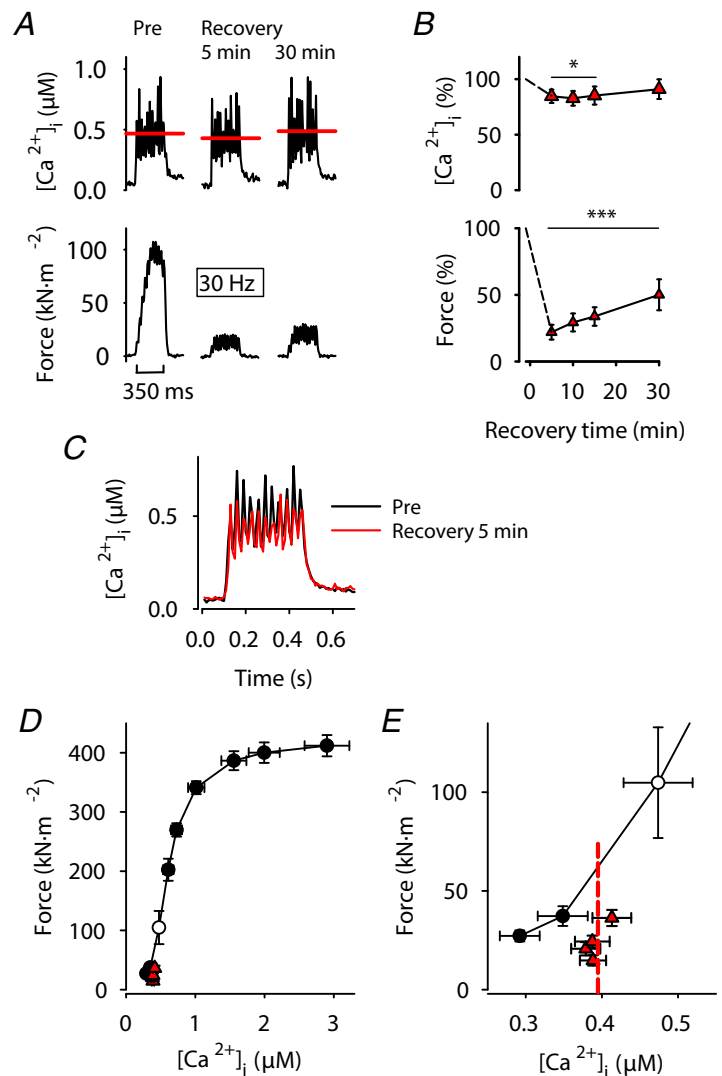 A
Pre
Recovery
5 min
30 min
1.0
0.5
0.0
[Ca 2+]i (μM)
100
50
0
Force (kN·m -2)
30 Hz
350 ms
B
100
50
0
[Ca 2+]i (%)
*
100
50
0
Force (%)
***
0 10 20 30
Recovery time (min)
C
0.5
0.0
[Ca 2+]i (μM)
Pre
Recovery 5 min
0.0 0.2 0.4 0.6
Time (s)
D
400
300
200
100
0
Force (kN·m -2)
0 1 2 3
[Ca 2+]i (μM)
E
100
50
0
Force (kN·m -2)
0.3 0.4 0.5
[Ca 2+]i (μM)